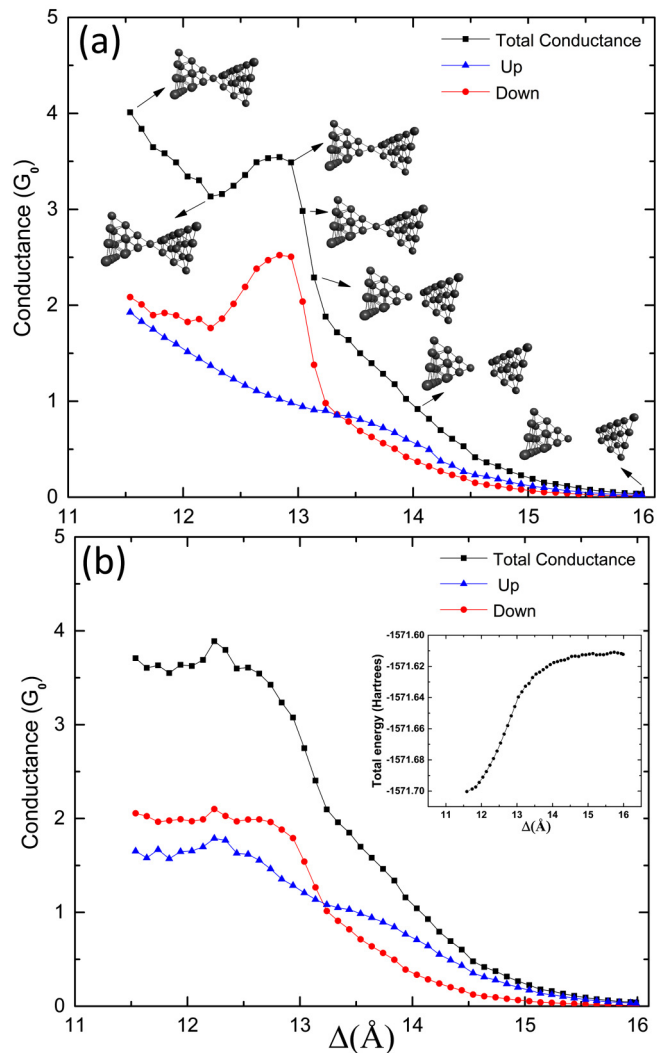 (a)
Total Conductance
Up
Down
Conductance (G0)
5
4
3
2
1
0
11 12 13 14 15 16
(b)
Total Conductance
Up
Down
Conductance (G0)
5
4
3
2
1
0
Total energy (Hartrees)
-1571.60
-1571.62
-1571.64
-1571.66
-1571.68
-1571.70
11 12 13 14 15 16
Δ(Å)
11 12 13 14 15 16
Δ(Å)